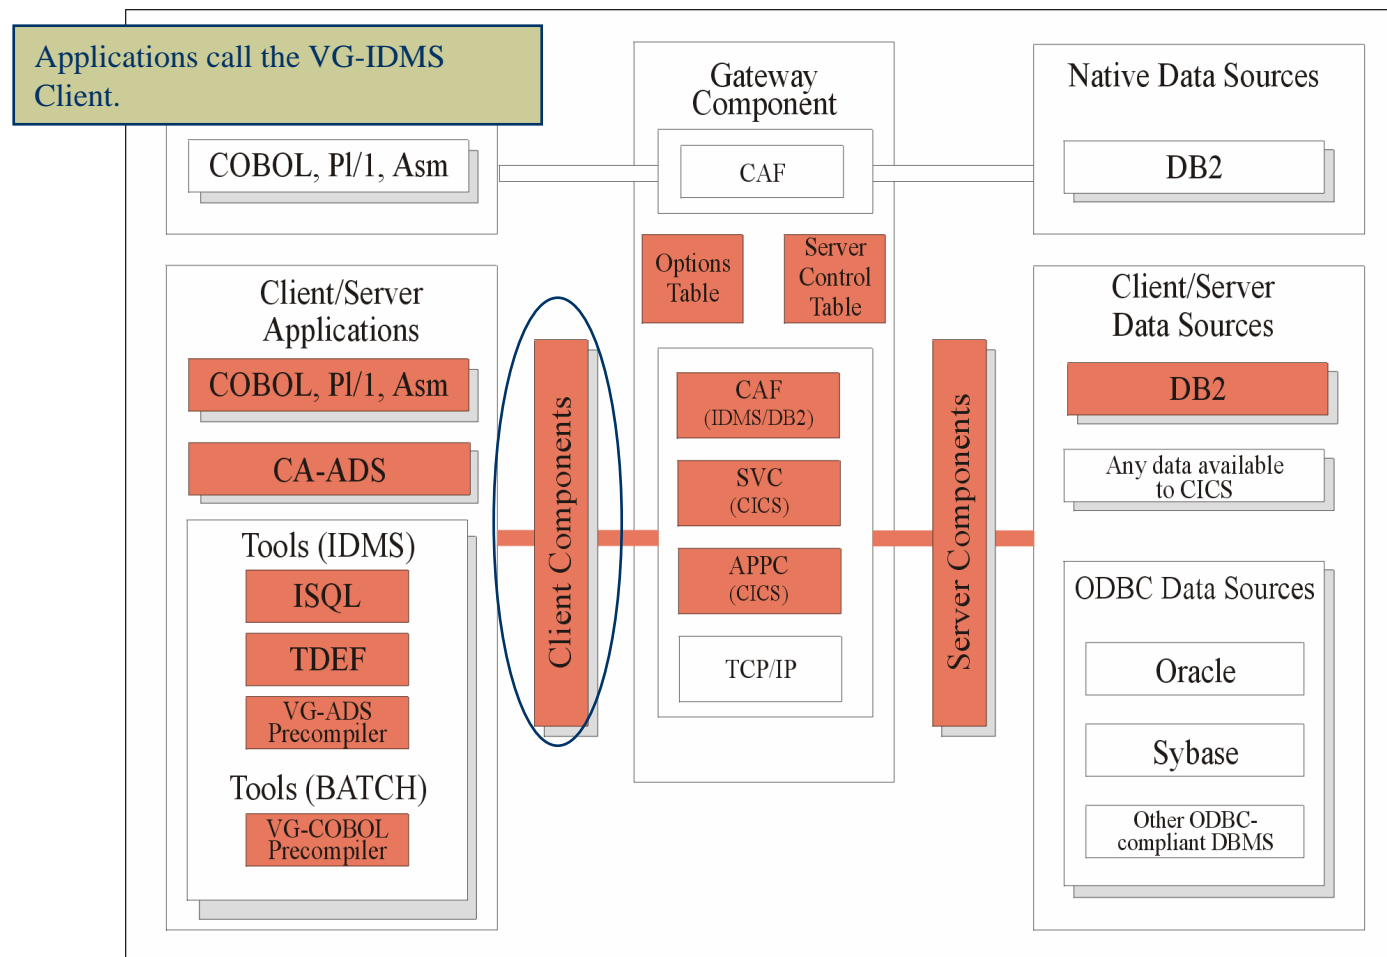 Applications call the VG-IDMS
Client.
COBOL, Pl/1, Asm
Gateway
Component
CAF
Native Data Sources
DB2
Options
Table
Server
Control
Table
Client/Server
Applications
COBOL, Pl/1, Asm
CA-ADS
Tools (IDMS)
ISQL
TDEF
VG-ADS
Precompiler
Tools (BATCH)
VG-COBOL
Precompiler
Client Components
CAF
(IDMS/DB2)
SVC
(CICS)
APPC
(CICS)
TCP/IP
Server Components
Client/Server
Data Sources
DB2
Any data available
to CICS
ODBC Data Sources
Oracle
Sybase
Other ODBC-
compliant DBMS